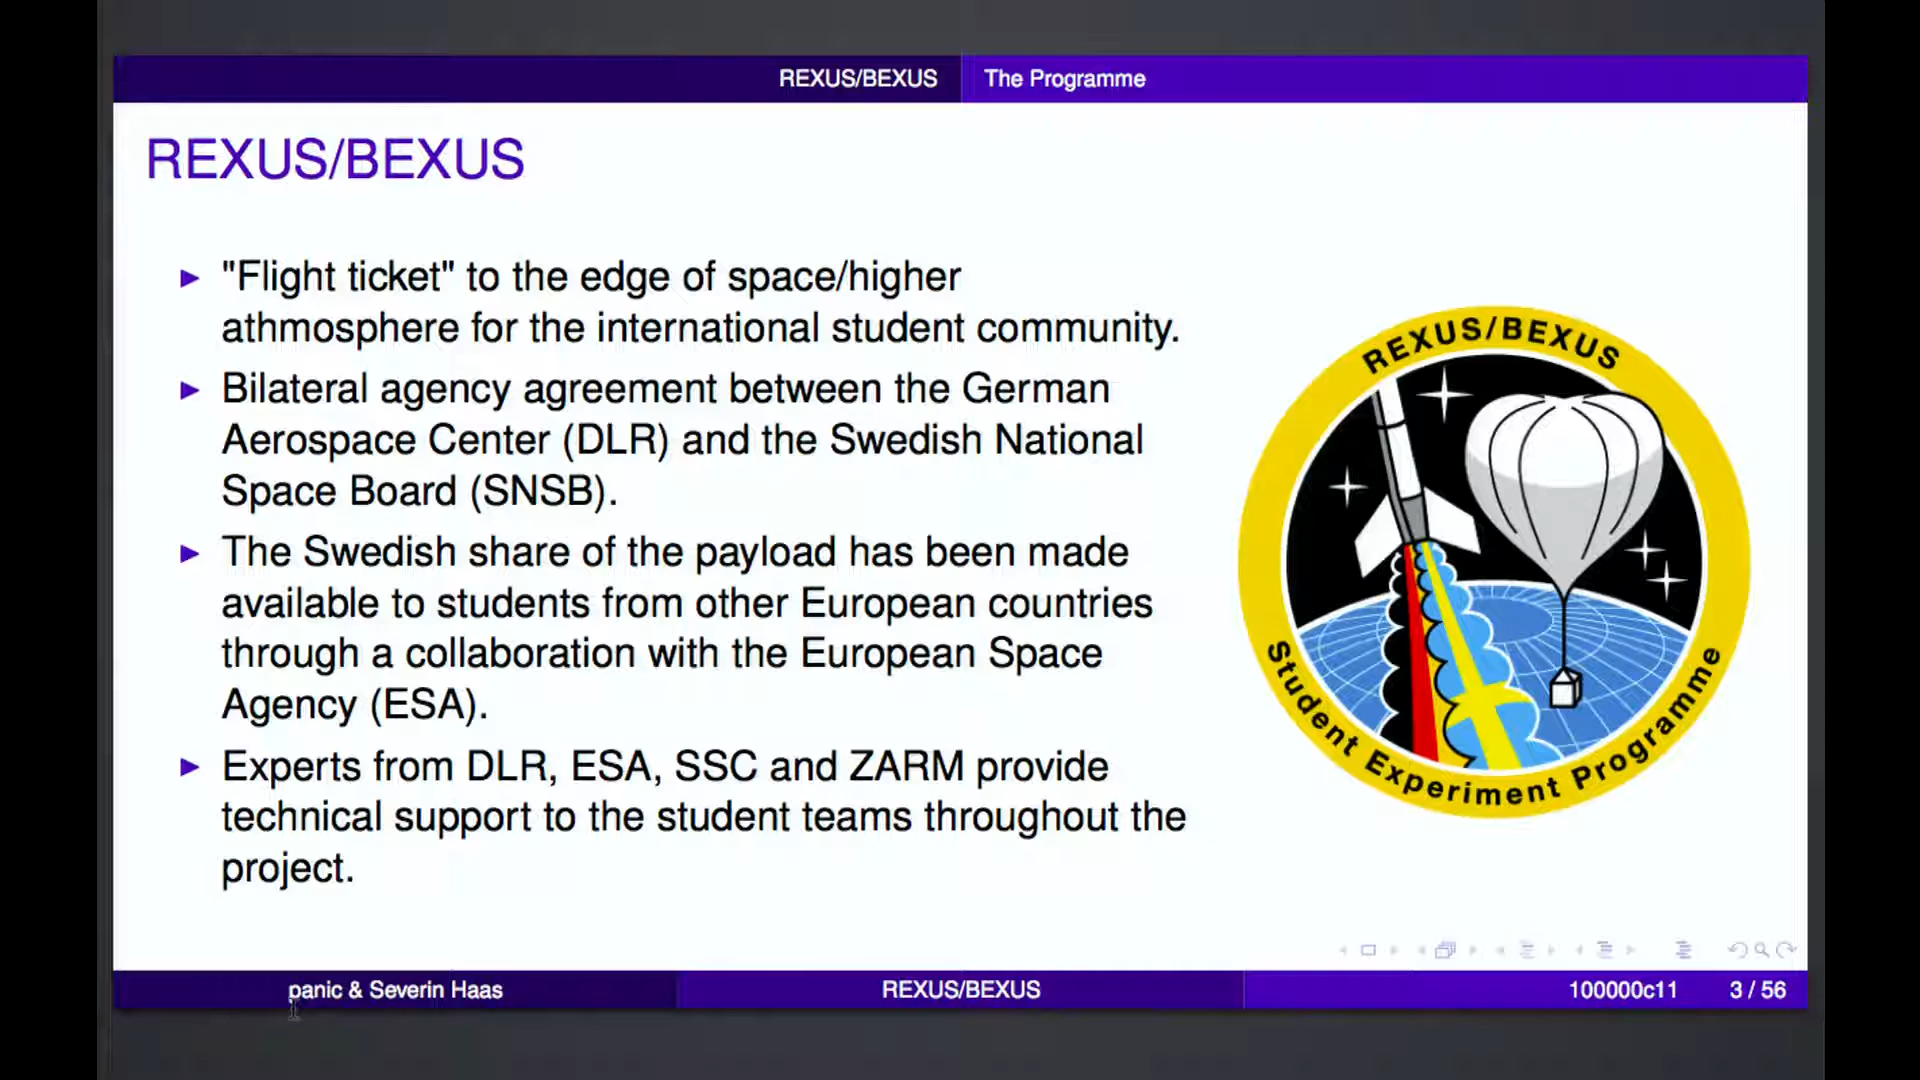 REXUS/BEXUS The Programme
REXUS/BEXUS
"Flight ticket" to the edge of space/higher
athmosphere for the international student community.
Bilateral agency agreement between the German
Aerospace Center (DLR) and the Swedish National
Space Board (SNSB).
The Swedish share of the payload has been made
available to students from other European countries
through a collaboration with the European Space
Agency (ESA).
Experts from DLR, ESA, SSC and ZARM provide
technical support to the student teams throughout the
project.
REXUS/BEXUS
Student Experiment Programme
panic & Severin Haas REXUS/BEXUS 100000c11 3 / 56